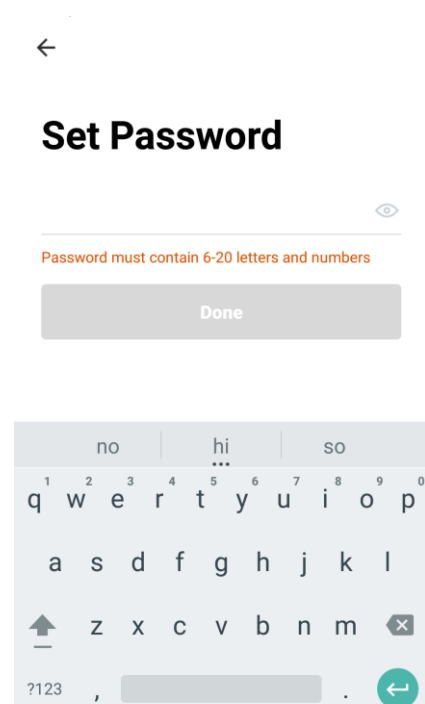 Set Password
Password must contain 6-20 letters and numbers
Done
no hi so
1 2 3 4 5 6 7 8 9 0
q w e r t y u i o p
a s d f g h j k l
z x c v b n m
?123 , .